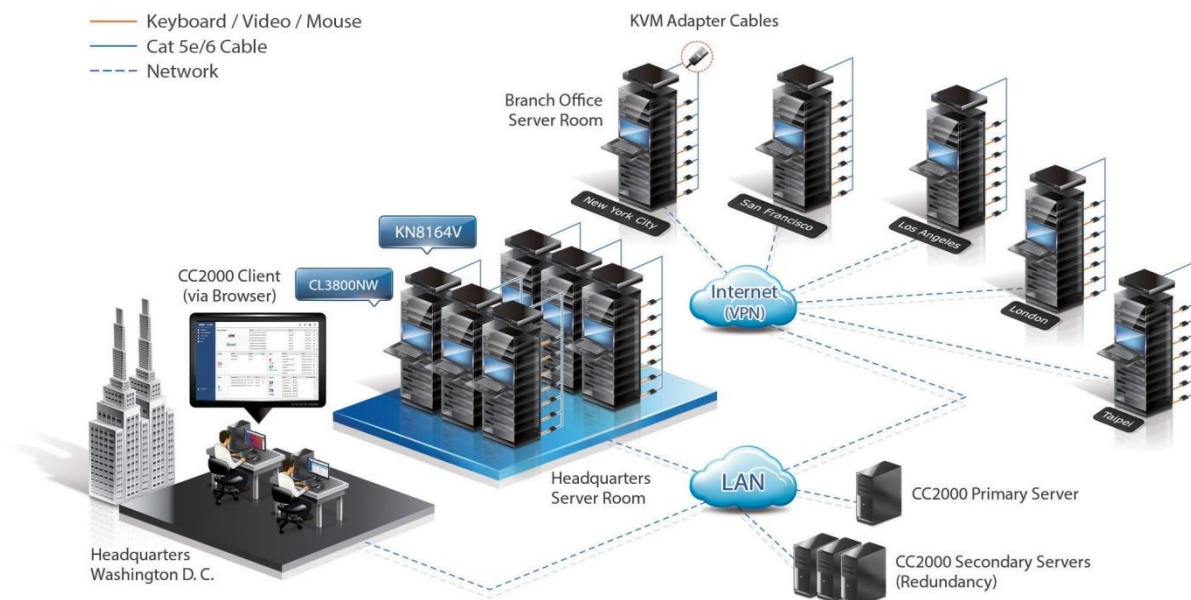 Keyboard / Video / Mouse
Cat 5e/6 Cable
Network
KVM Adapter Cables
Branch Office
Server Room
New York City
San Francisco
Los Angeles
London
Taipei
KN8164V
CL3800NW
CC2000 Client
(via Browser)
Internet
(VPN)
Headquarters
Server Room
LAN
CC2000 Primary Server
CC2000 Secondary Servers
(Redundancy)
Headquarters
Washington D. C.